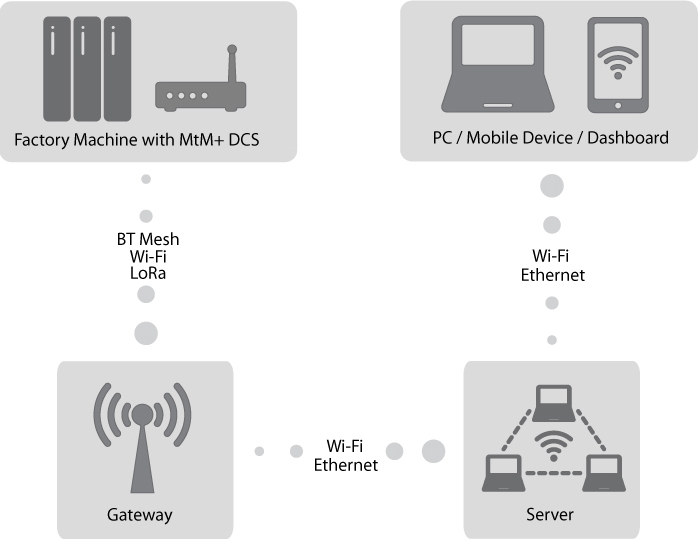 Factory Machine with MtM+ DCS
PC / Mobile Device / Dashboard
BT Mesh
Wi-Fi
LoRa
Wi-Fi
Ethernet
Wi-Fi
Ethernet
Gateway
Server